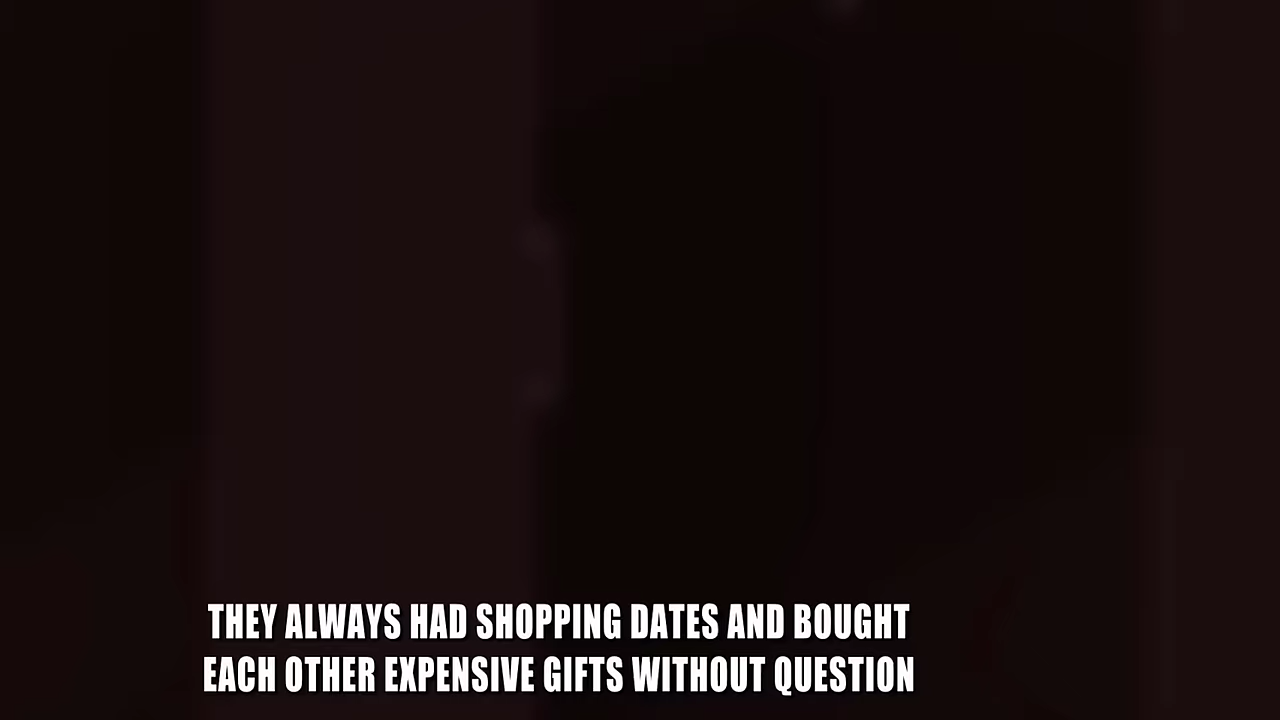 THEY ALWAYS HAD SHOPPING DATES AND BOUGHT
EACH OTHER EXPENSIVE GIFTS WITHOUT QUESTION